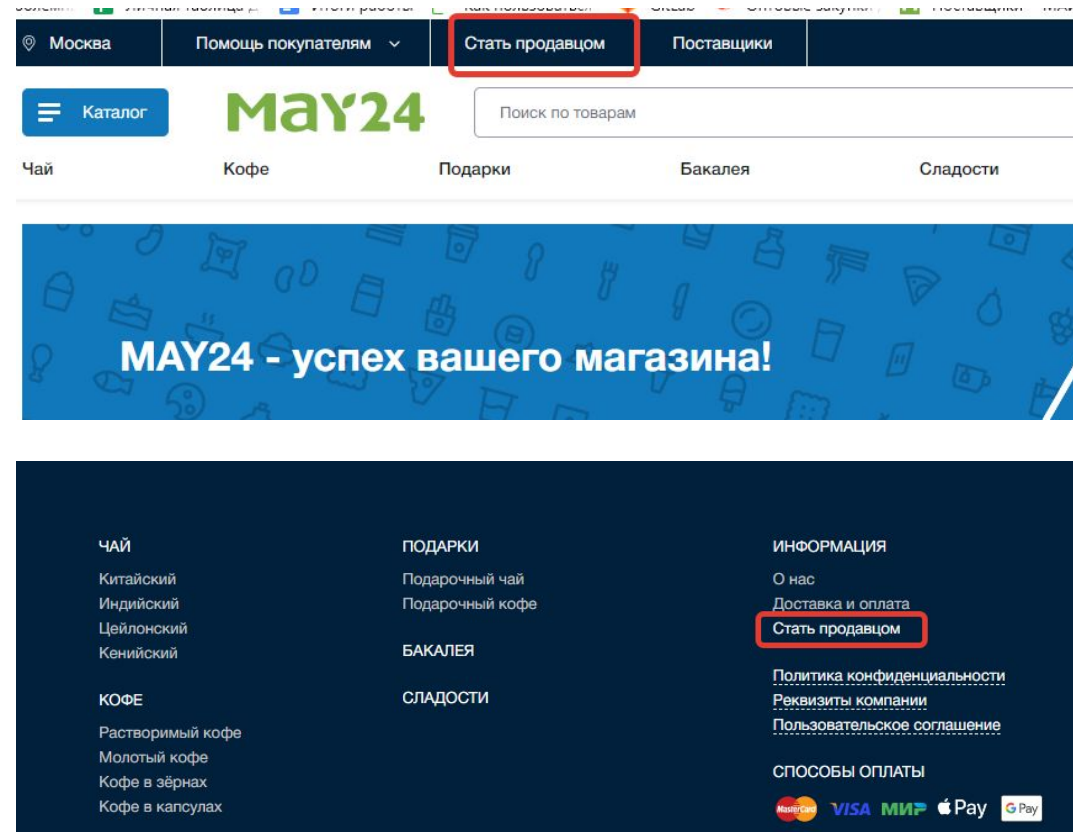 Москва Помощь покупателям Стать продавцом Поставщики
Каталог MAY24 Поиск по товарам
Чай Кофе Подарки Бакалея Сладости
MAY24 - успех вашего магазина!
ЧАЙ
Китайский
Индийский
Цейлонский
Кенийский
КОФЕ
Растворимый кофе
Молотый кофе
Кофе в зёрнах
Кофе в капсулах
ПОДАРКИ
Подарочный чай
Подарочный кофе
БАКАЛЕЯ
СЛАДОСТИ
ИНФОРМАЦИЯ
О нас
Доставка и оплата
Стать продавцом
Политика конфиденциальности
Реквизиты компании
Пользовательское соглашение
СПОСОБЫ ОПЛАТЫ
MasterCard VISA МИР Pay G Pay